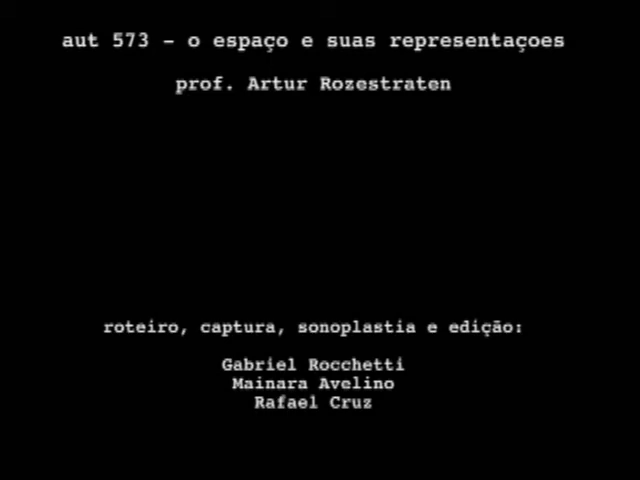 aut 573 - o espaço e suas representaçoes
prof. Artur Rozestraten
roteiro, captura, sonoplastia e edição:
Gabriel Rocchetti
Mainara Avelino
Rafael Cruz